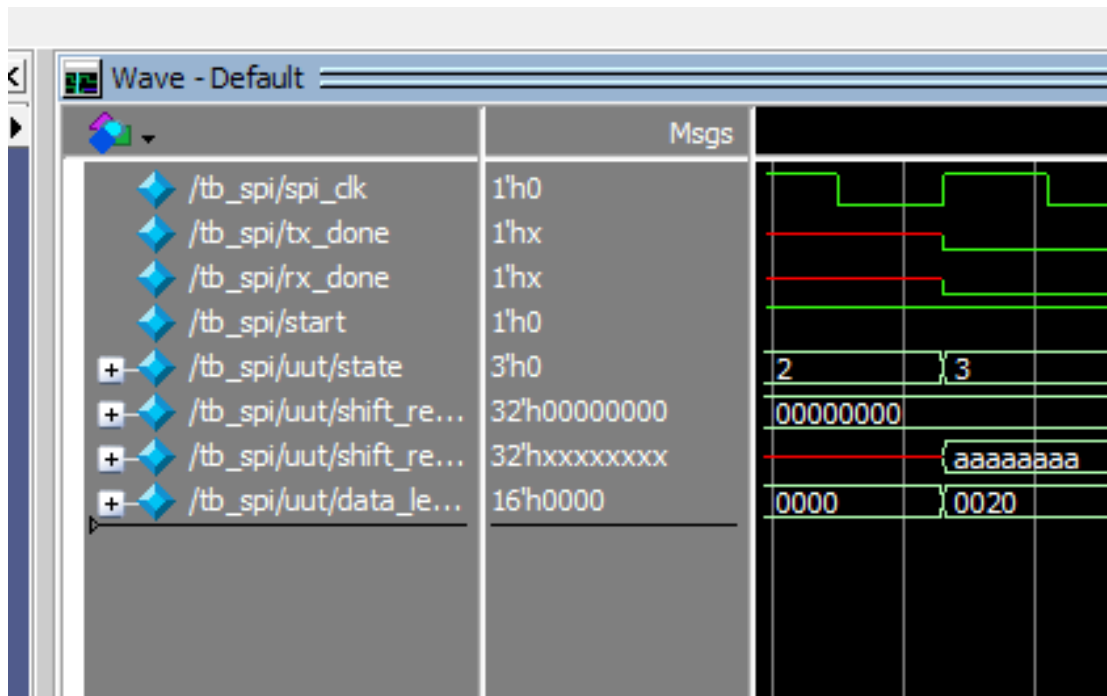 Wave - Default
Msgs
/tb_spi/spi_clk 1'h0
/tb_spi/tx_done 1'hx
/tb_spi/rx_done 1'hx
/tb_spi/start 1'h0
/tb_spi/uut/state 3'h0 2 3
/tb_spi/uut/shift_re... 32'h00000000 00000000
/tb_spi/uut/shift_re... 32'hxxxxxxxx aaaaaaaa
/tb_spi/uut/data_le... 16'h0000 0000 0020